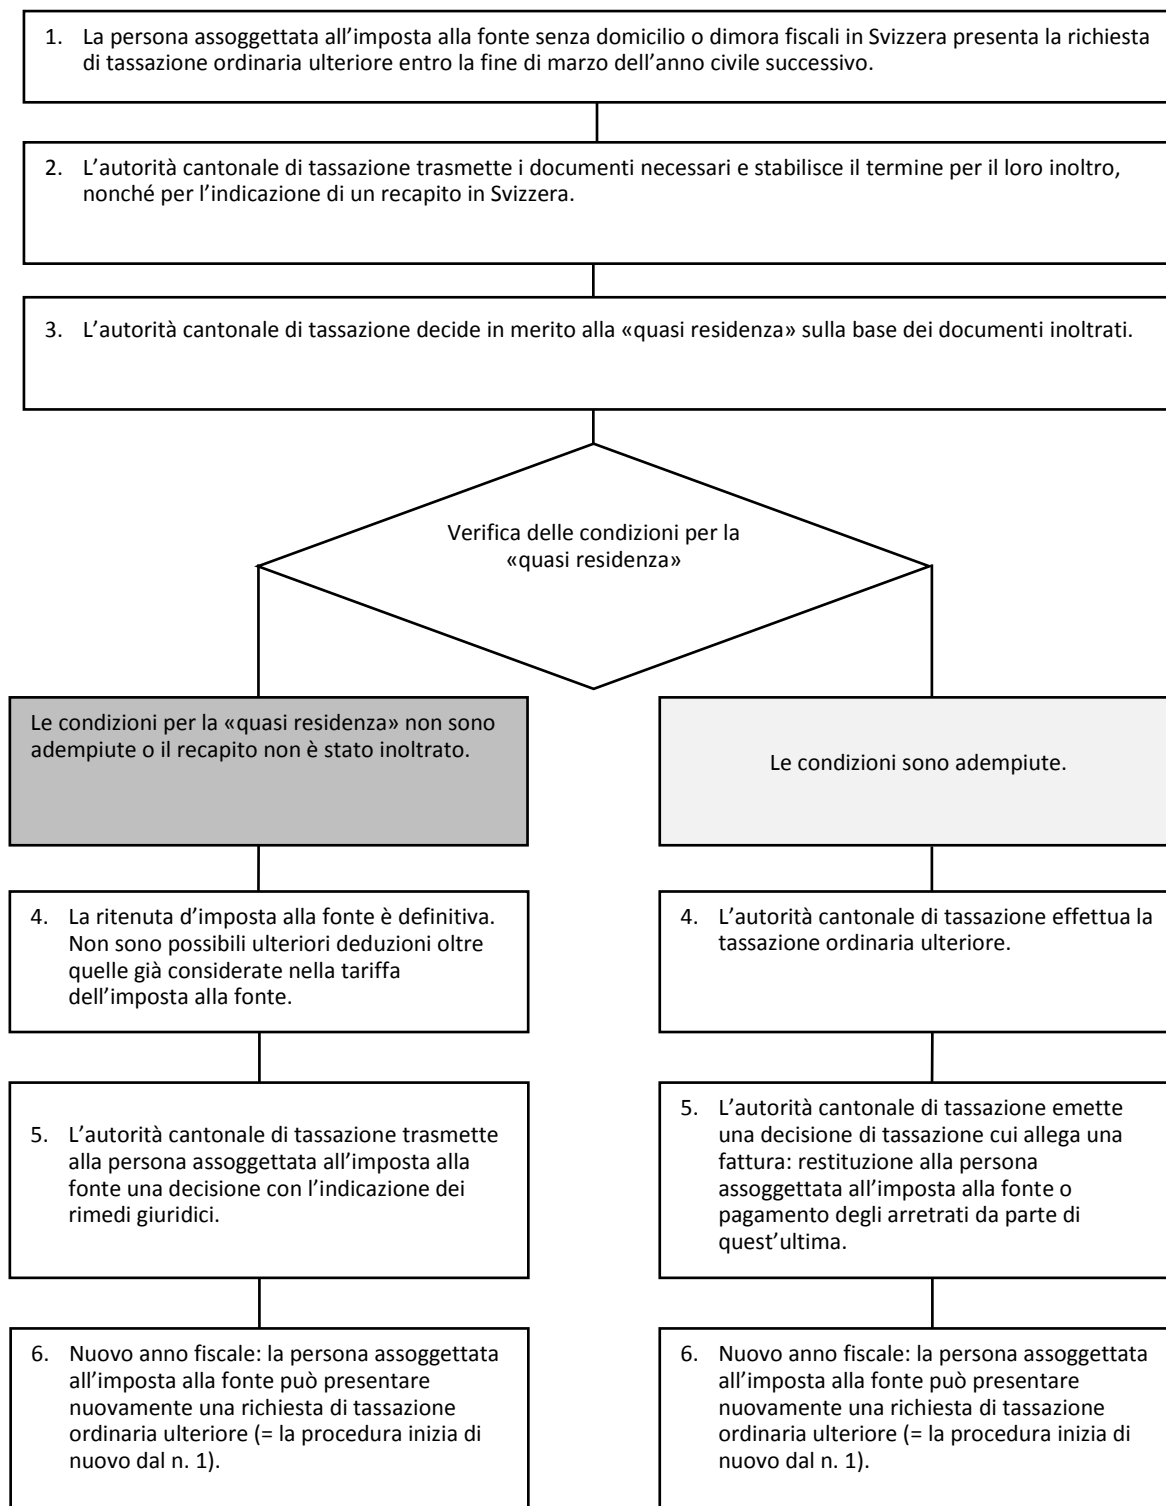 1. La persona assoggettata all’imposta alla fonte senza domicilio o dimora fiscali in Svizzera presenta la richiesta
di tassazione ordinaria ulteriore entro la fine di marzo dell’anno civile successivo.
2. L’autorità cantonale di tassazione trasmette i documenti necessari e stabilisce il termine per il loro inoltro,
nonché per l’indicazione di un recapito in Svizzera.
3. L’autorità cantonale di tassazione decide in merito alla «quasi residenza» sulla base dei documenti inoltrati.
Verifica delle condizioni per la
«quasi residenza»
Le condizioni per la «quasi residenza» non sono
adempiute o il recapito non è stato inoltrato.
4. La ritenuta d’imposta alla fonte è definitiva.
Non sono possibili ulteriori deduzioni oltre
quelle già considerate nella tariffa
dell’imposta alla fonte.
5. L’autorità cantonale di tassazione trasmette
alla persona assoggettata all’imposta alla
fonte una decisione con l’indicazione dei
rimedi giuridici.
6. Nuovo anno fiscale: la persona assoggettata
all’imposta alla fonte può presentare
nuovamente una richiesta di tassazione
ordinaria ulteriore (= la procedura inizia di
nuovo dal n. 1).
Le condizioni sono adempiute.
4. L’autorità cantonale di tassazione effettua la
tassazione ordinaria ulteriore.
5. L’autorità cantonale di tassazione emette
una decisione di tassazione cui allega una
fattura: restituzione alla persona
assoggettata all’imposta alla fonte o
pagamento degli arretrati da parte di
quest’ultima.
6. Nuovo anno fiscale: la persona assoggettata
all’imposta alla fonte può presentare
nuovamente una richiesta di tassazione
ordinaria ulteriore (= la procedura inizia di
nuovo dal n. 1).